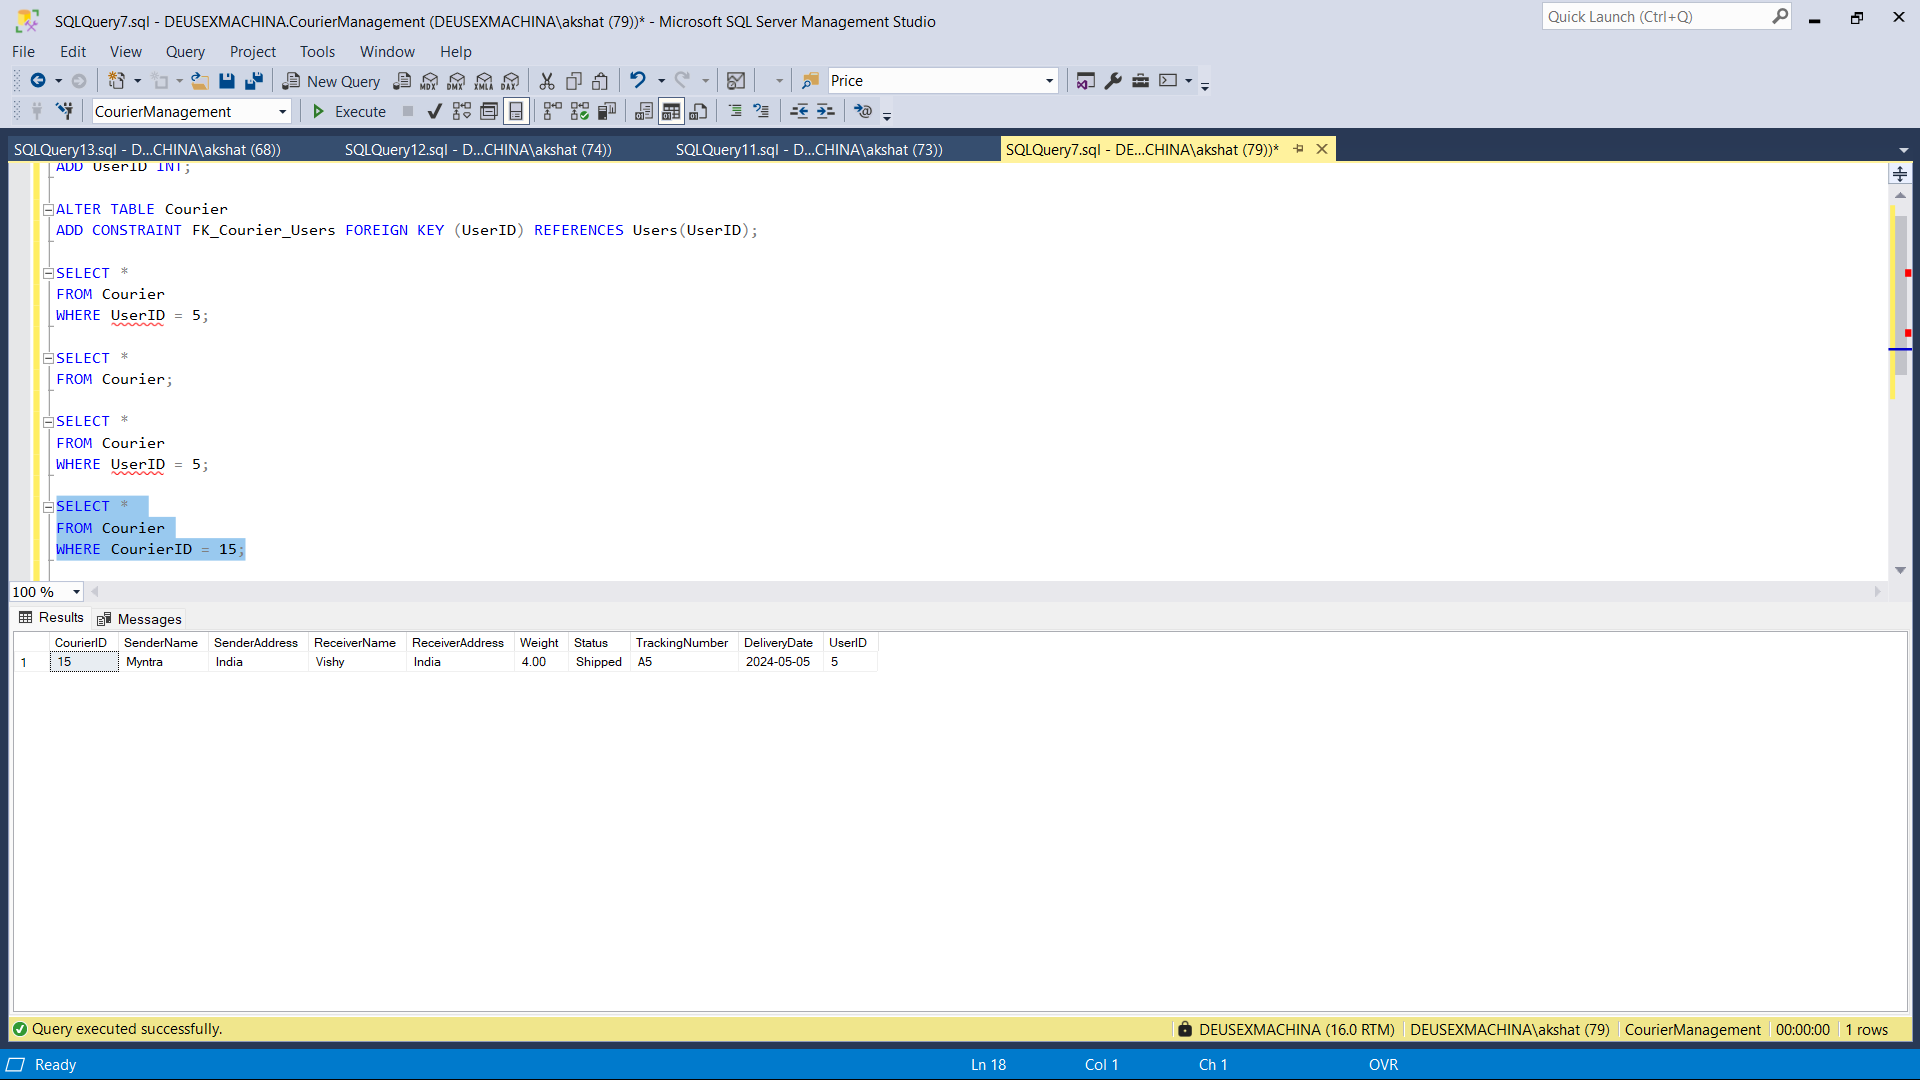 SQLQuery7.sql - DEUSEXMACHINA.CourierManagement (DEUSEXMACHINA\akshat (79))* - Microsoft SQL Server Management Studio
Quick Launch (Ctrl+Q)
File Edit View Query Project Tools Window Help
New Query MDX DMX XMLA DAX Price
CourierManagement Execute
SQLQuery13.sql - D...CHINA\akshat (68)) SQLQuery12.sql - D...CHINA\akshat (74)) SQLQuery11.sql - D...CHINA\akshat (73)) SQLQuery7.sql - DE...CHINA\akshat (79))*
ADD UserID INT;
ALTER TABLE Courier
ADD CONSTRAINT FK_Courier_Users FOREIGN KEY (UserID) REFERENCES Users(UserID);
SELECT *
FROM Courier
WHERE UserID = 5;
SELECT *
FROM Courier;
SELECT *
FROM Courier
WHERE UserID = 5;
SELECT *
FROM Courier
WHERE CourierID = 15;
100 %
Results Messages
CourierID SenderName SenderAddress ReceiverName ReceiverAddress Weight Status TrackingNumber DeliveryDate UserID
1 15 Myntra India Vishy India 4.00 Shipped A5 2024-05-05 5
Query executed successfully. DEUSEXMACHINA (16.0 RTM) DEUSEXMACHINA\akshat (79) CourierManagement 00:00:00 1 rows
Ready Ln 18 Col 1 Ch 1 OVR